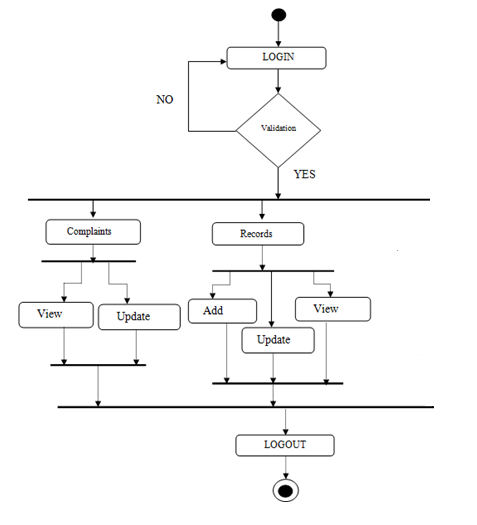 LOGIN
NO
Validation
YES
Complaints
Records
View
Update
Add
Update
View
LOGOUT